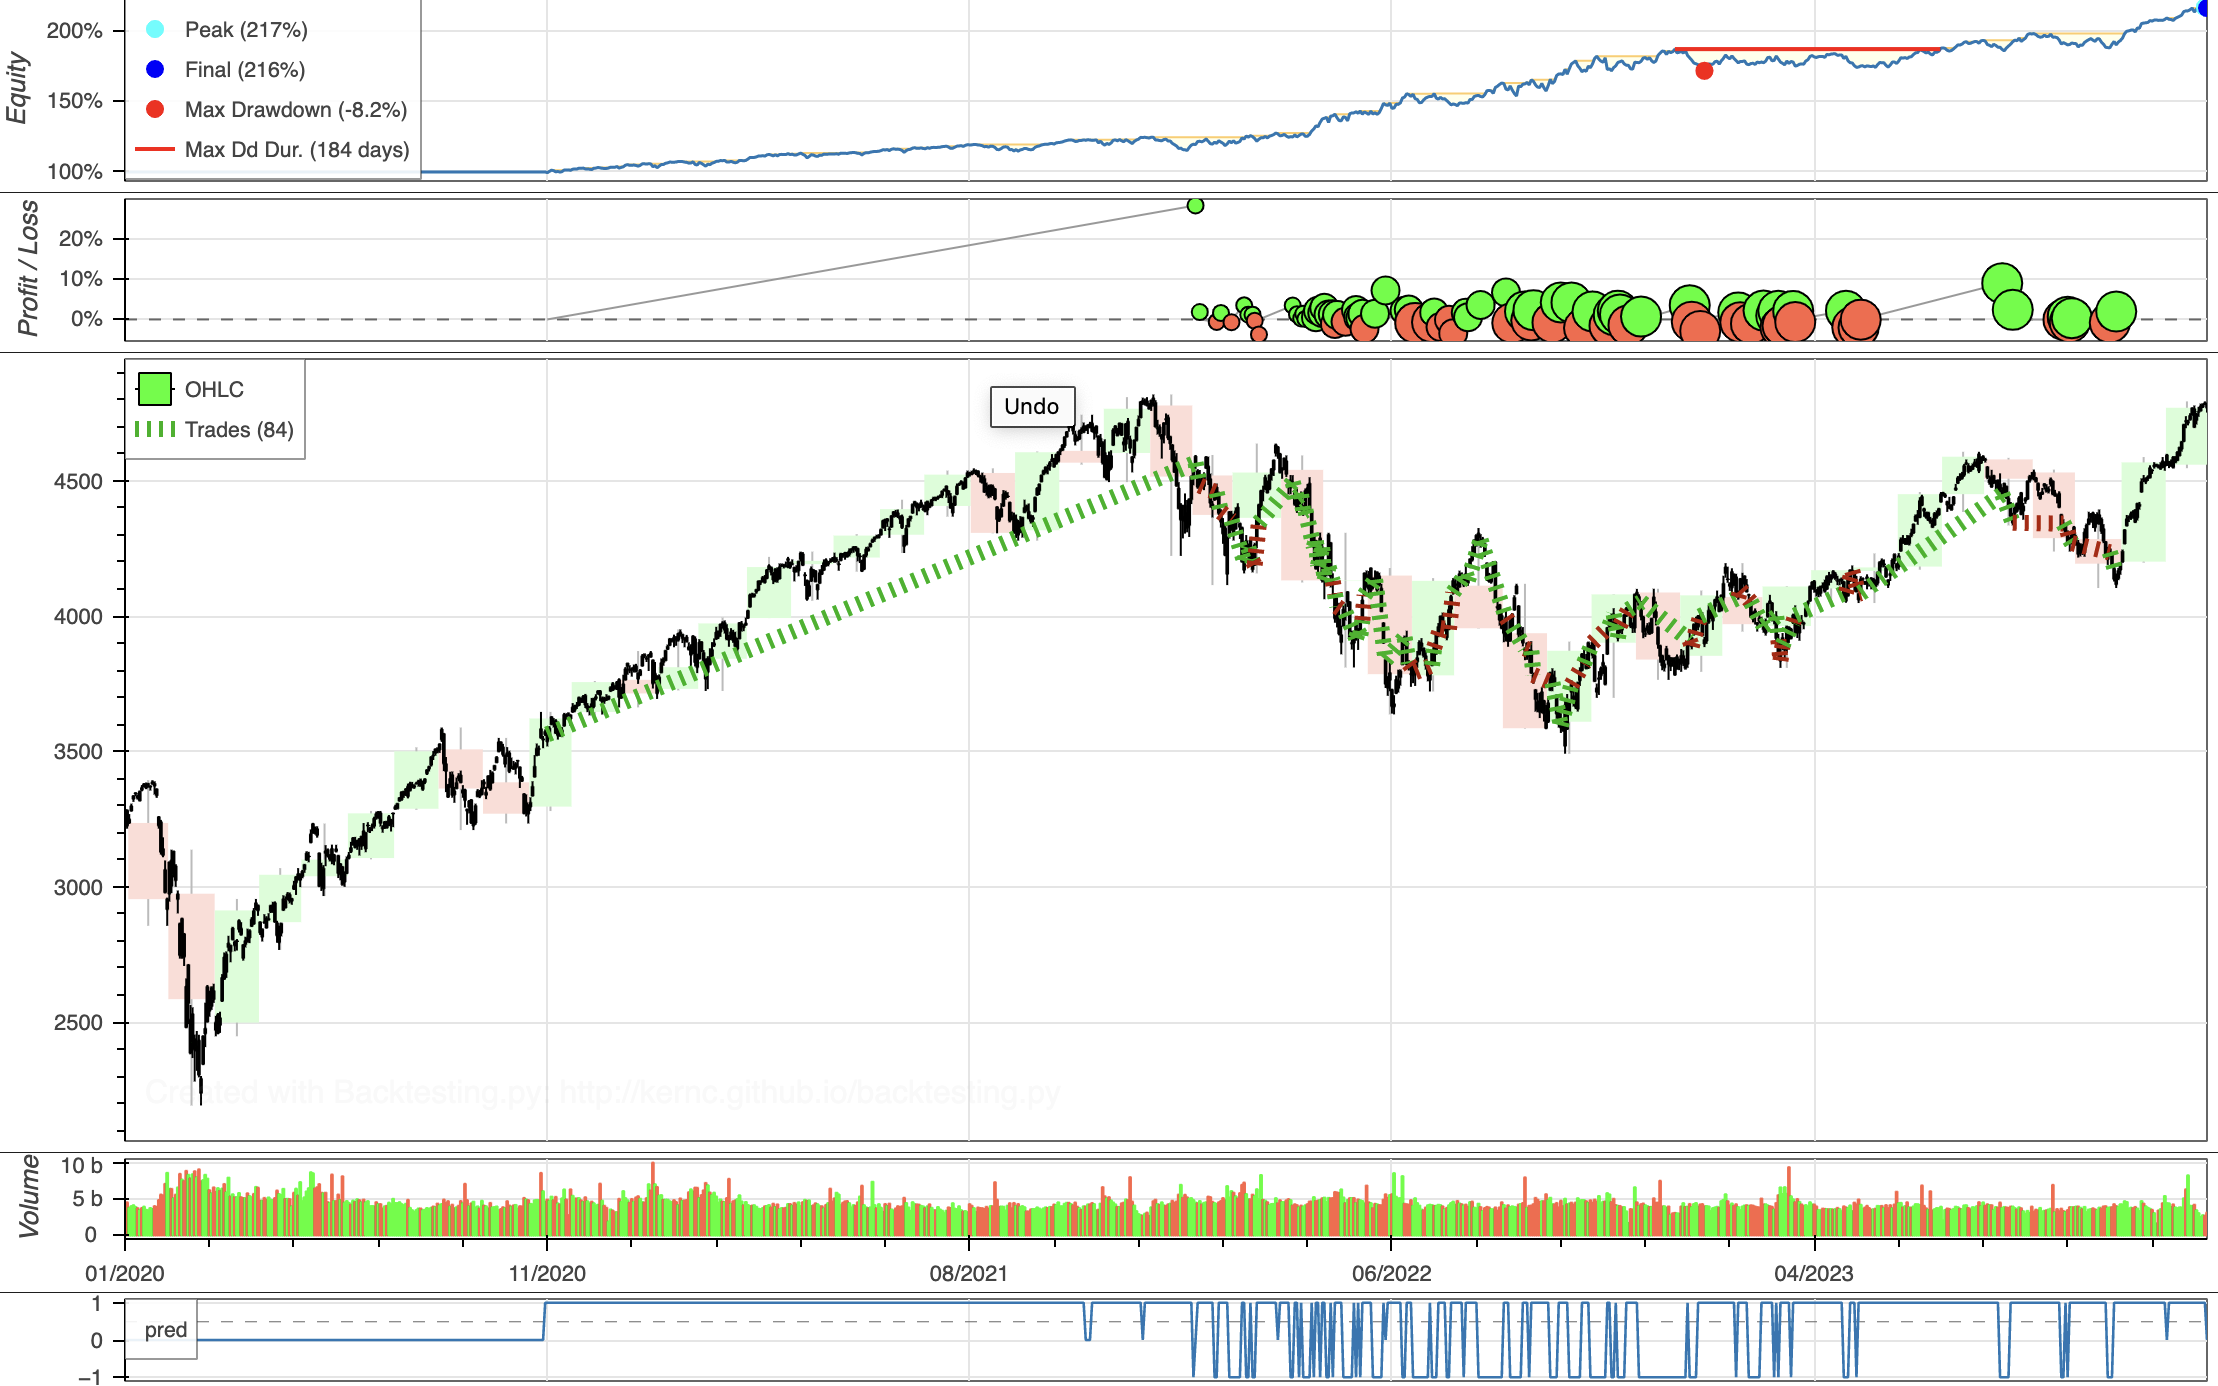 Equity
200%
150%
100%
Peak (217%)
Final (216%)
Max Drawdown (-8.2%)
Max Dd Dur. (184 days)
Profit / Loss
20%
10%
0%
OHLC
Trades (84)
Undo
4500
4000
3500
3000
2500
Created with Backtesting.py: http://kernc.github.io/backtesting.py
Volume
10 b
5 b
0
01/2020
11/2020
08/2021
06/2022
04/2023
pred
1
0
−1